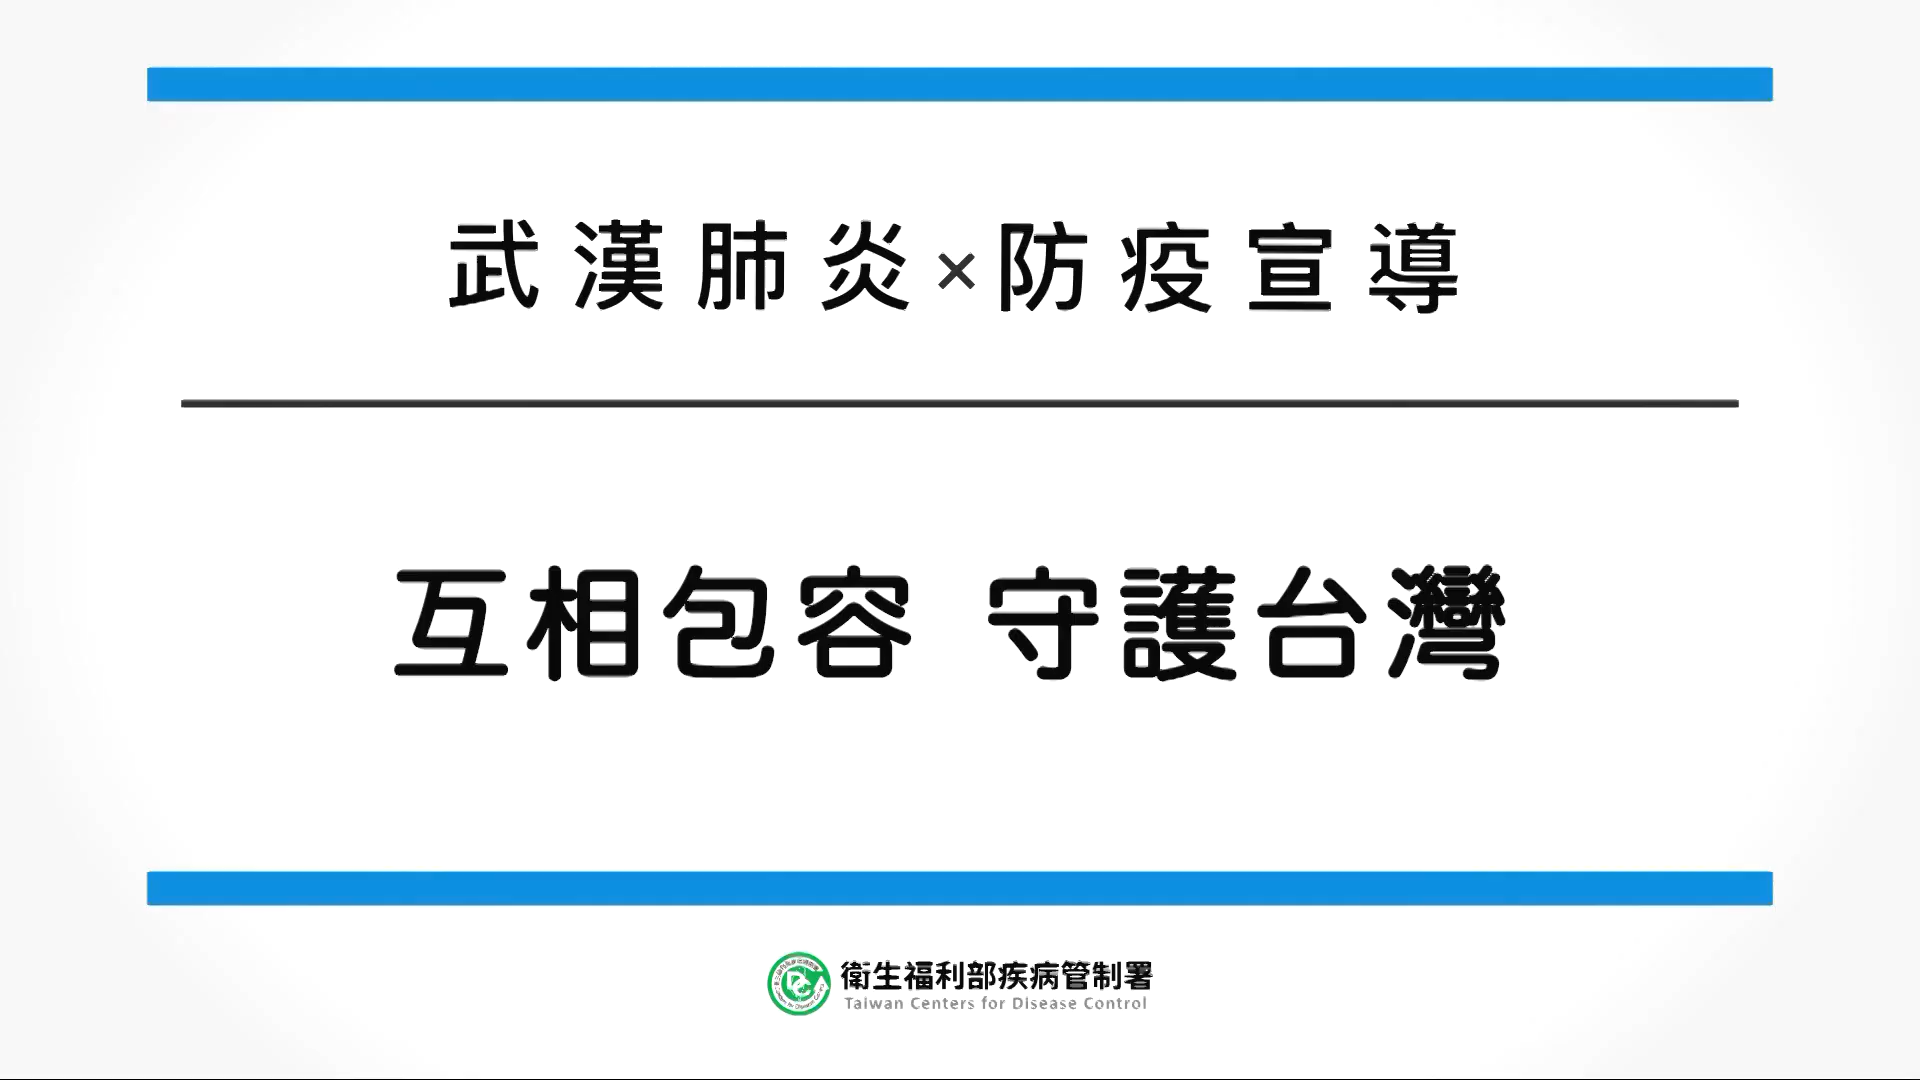 武漢肺炎×防疫宣導
互相包容 守護台灣
衛生福利部疾病管制署
Taiwan Centers for Disease Control